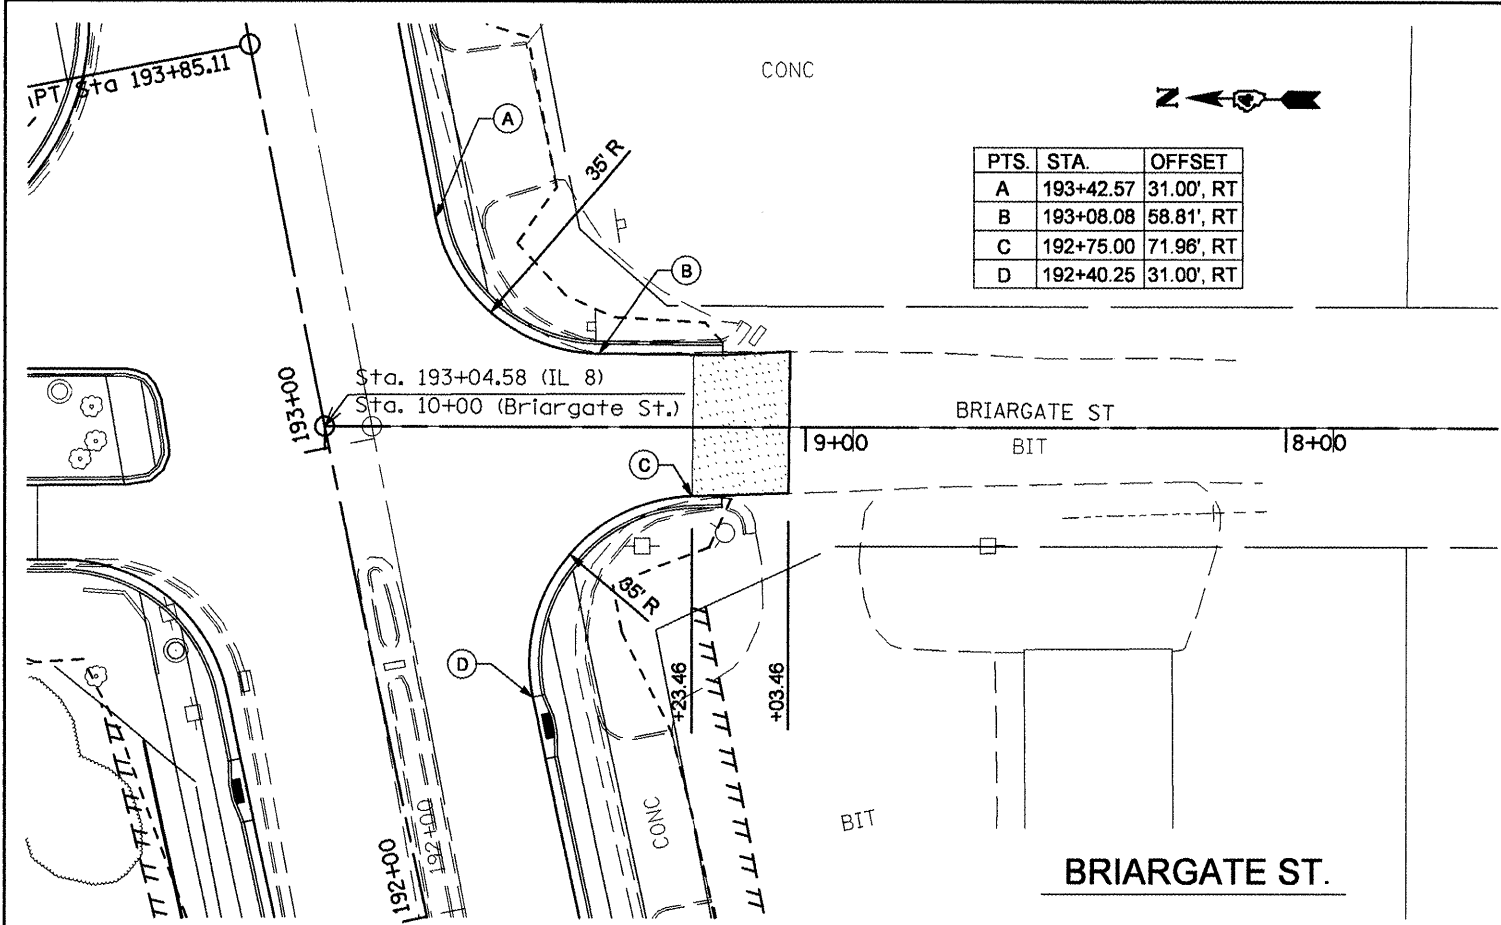 PT Sta 193+85.11
CONC
N
A
35' R
PTS. STA. OFFSET
A 193+42.57 31.00', RT
B 193+08.08 58.81', RT
C 192+75.00 71.96', RT
D 192+40.25 31.00', RT
B
193+00
Sta. 193+04.58 (IL 8)
Sta. 10+00 (Briargate St.)
BRIARGATE ST
9+00
BIT
8+00
C
35' R
D
+23.46
+03.46
CONC
BIT
192+00
192+00
BRIARGATE ST.